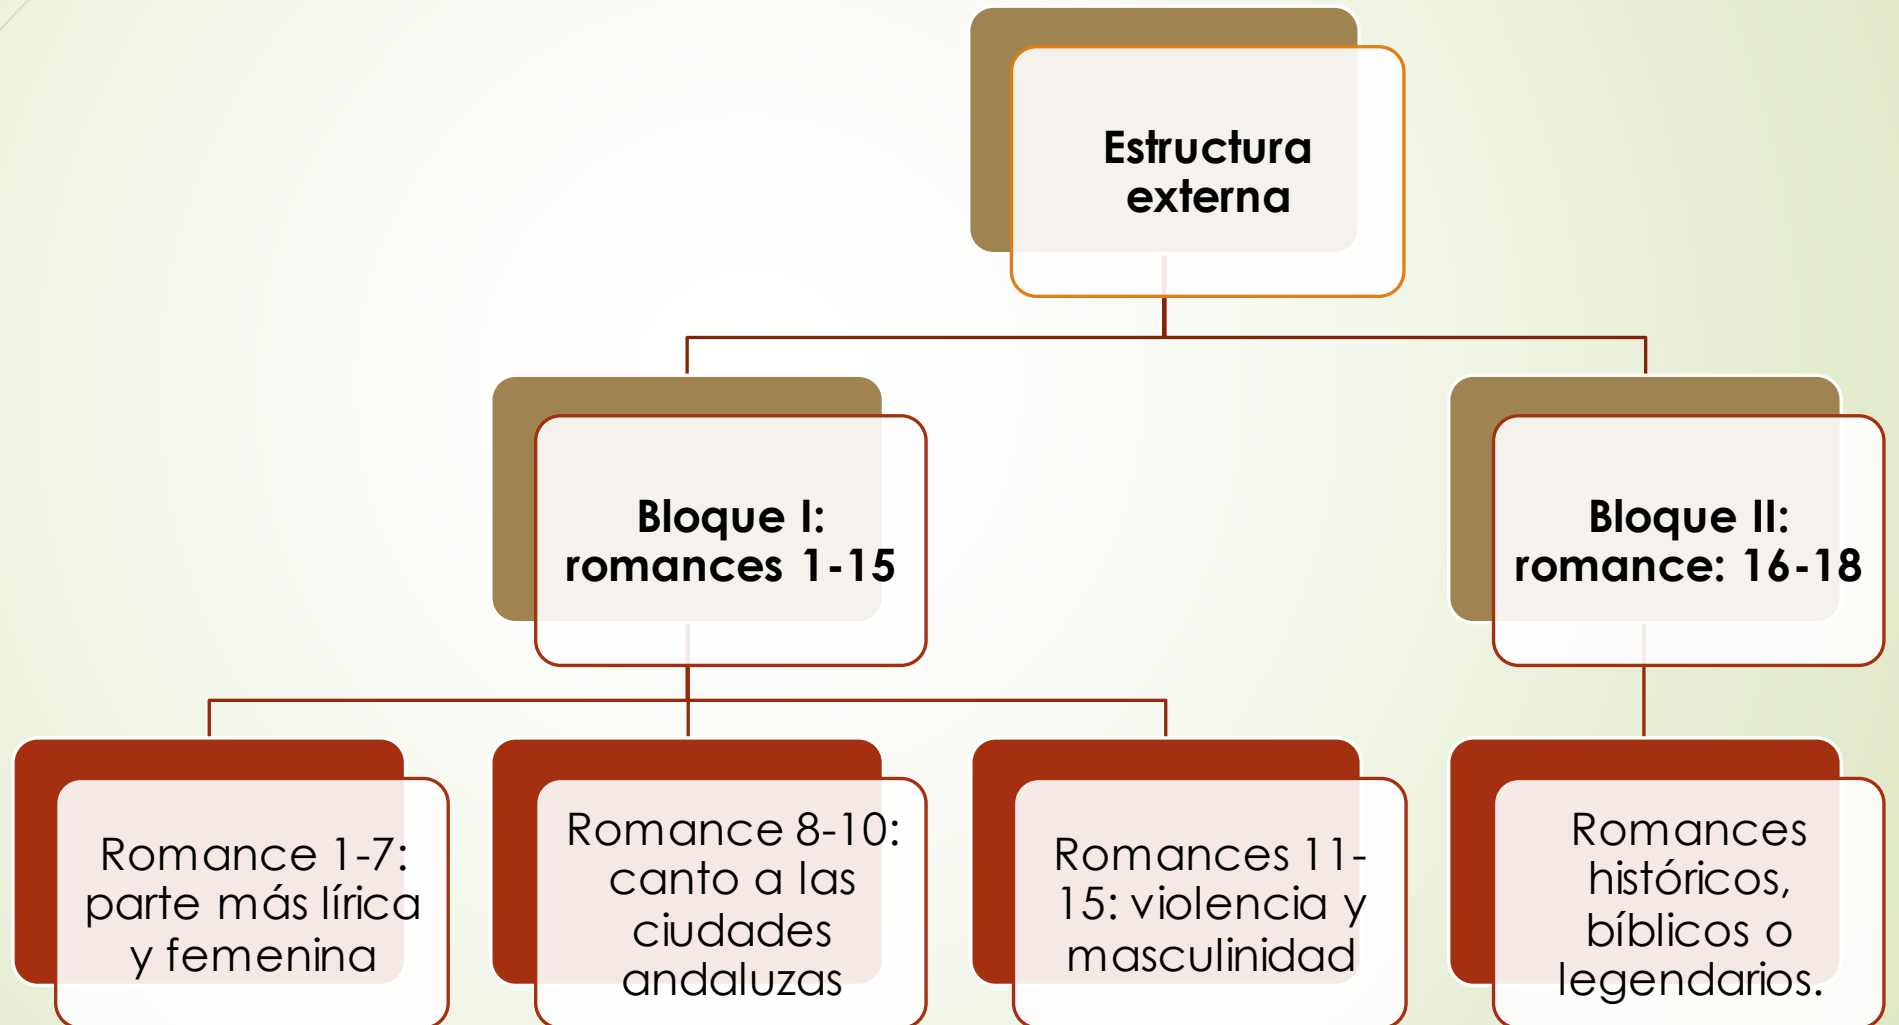 Estructura
externa
Bloque I:
romances 1-15
Bloque II:
romance: 16-18
Romance 1-7:
parte más lírica
y femenina
Romance 8-10:
canto a las
ciudades
andaluzas
Romances 11-
15: violencia y
masculinidad
Romances
históricos,
bíblicos o
legendarios.